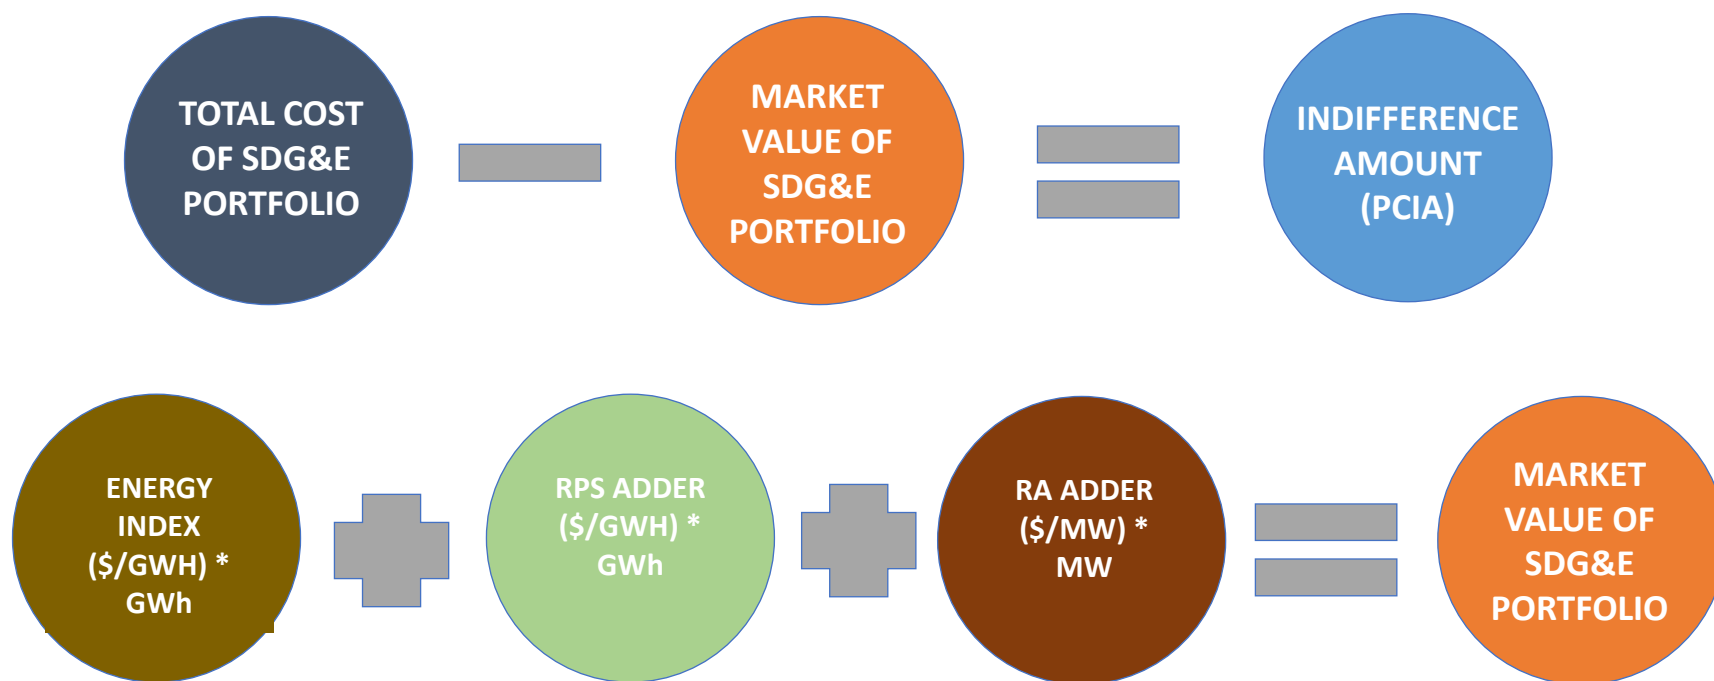 TOTAL COST
OF SDG&E
PORTFOLIO
MARKET
VALUE OF
SDG&E
PORTFOLIO
INDIFFERENCE
AMOUNT
(PCIA)
ENERGY
INDEX
($/GWH) *
GWh
RPS ADDER
($/GWH) *
GWh
RA ADDER
($/MW) *
MW
MARKET
VALUE OF
SDG&E
PORTFOLIO